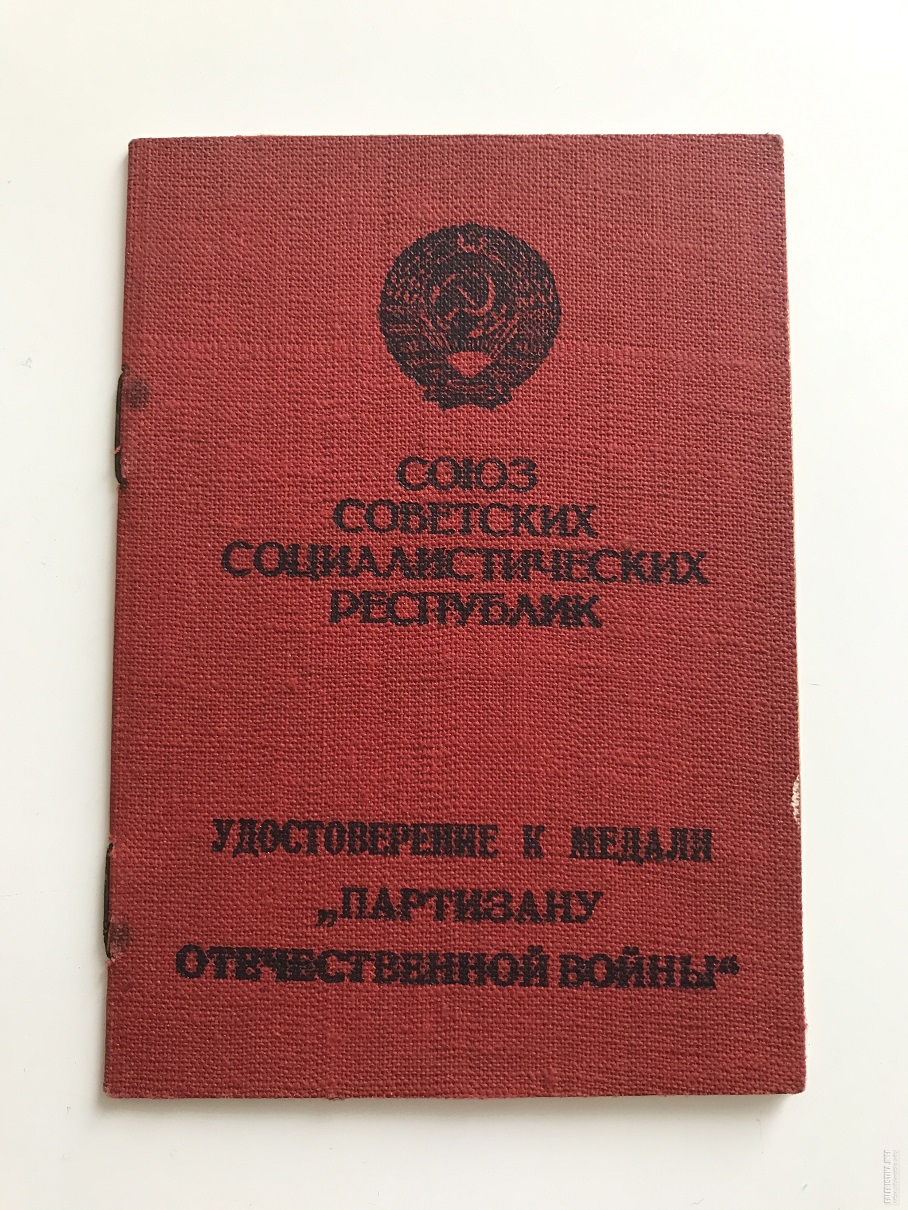 СОЮЗ
СОВЕТСКИХ
СОЦИАЛИСТИЧЕСКИХ
РЕСПУБЛИК
УДОСТОВЕРЕНИЕ К МЕДАЛИ
„ПАРТИЗАНУ
ОТЕЧЕСТВЕННОЙ ВОЙНЫ“